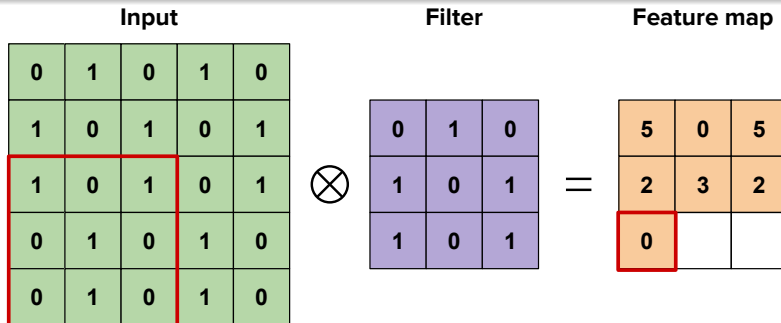 Input Filter Feature map
0 1 0 1 0
1 0 1 0 1 0 1 0 5 0 5
1 0 1 0 1 ⊗ 1 0 1 = 2 3 2
0 1 0 1 0 1 0 1 0
0 1 0 1 0